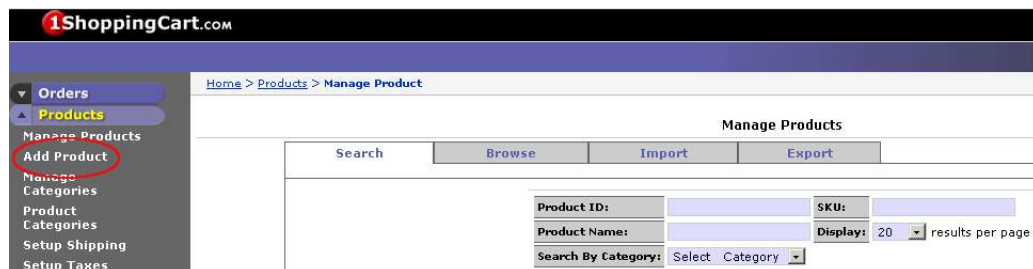 1ShoppingCart.COM
Home > Products > Manage Product
Orders
Products
Manage Products
Add Product
Manage
Categories
Product
Categories
Setup Shipping
Setup Taxes
Manage Products
Search Browse Import Export
Product ID: SKU:
Product Name: Display: 20 results per page
Search By Category: Select Category